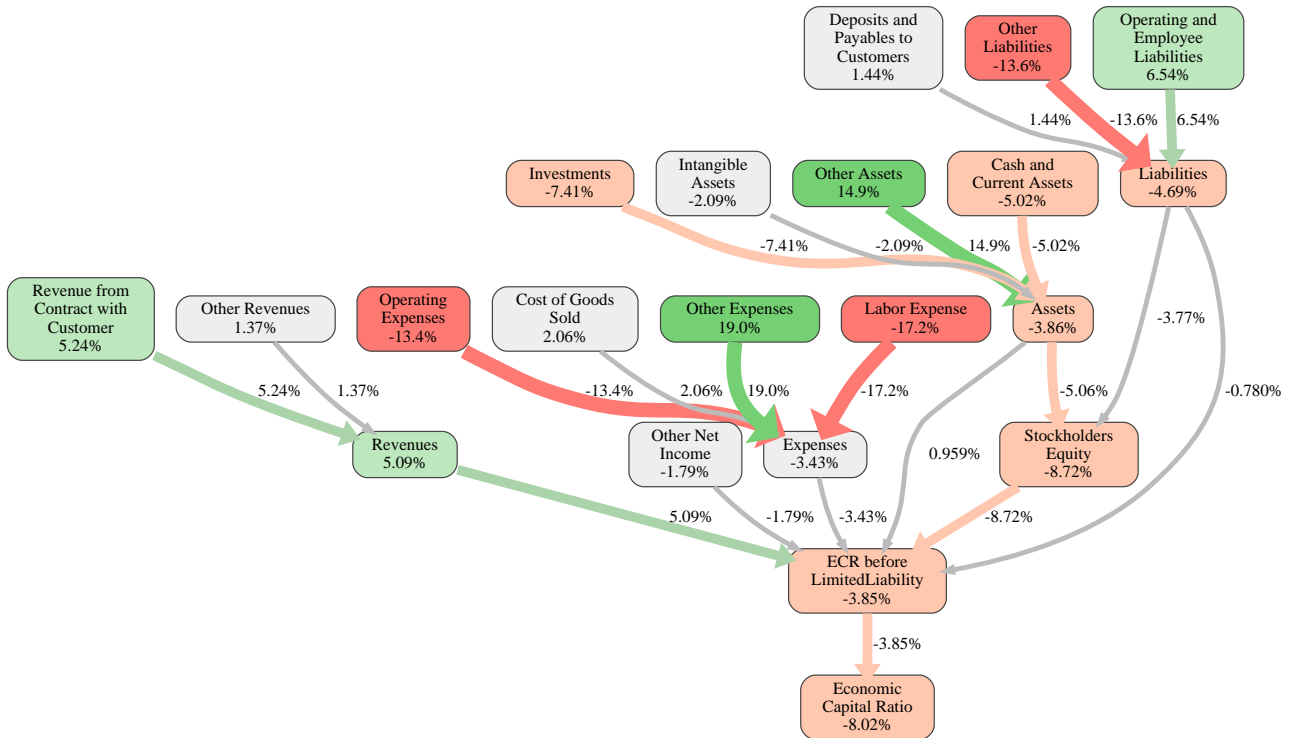 Deposits and
Payables to
Customers
1.44%
Other
Liabilities
-13.6%
Operating and
Employee
Liabilities
6.54%
1.44%
-13.6%
6.54%
Investments
-7.41%
Intangible
Assets
-2.09%
Other Assets
14.9%
Cash and
Current Assets
-5.02%
Liabilities
-4.69%
-7.41%
-2.09%
14.9%
-5.02%
Revenue from
Contract with
Customer
5.24%
Other Revenues
1.37%
Operating
Expenses
-13.4%
Cost of Goods
Sold
2.06%
Other Expenses
19.0%
Labor Expense
-17.2%
Assets
-3.86%
-3.77%
5.24%
1.37%
-13.4%
2.06%
19.0%
-17.2%
-5.06%
-0.780%
Revenues
5.09%
Other Net
Income
-1.79%
Expenses
-3.43%
0.959%
Stockholders
Equity
-8.72%
5.09%
-1.79%
-3.43%
-8.72%
ECR before
LimitedLiability
-3.85%
-3.85%
Economic
Capital Ratio
-8.02%